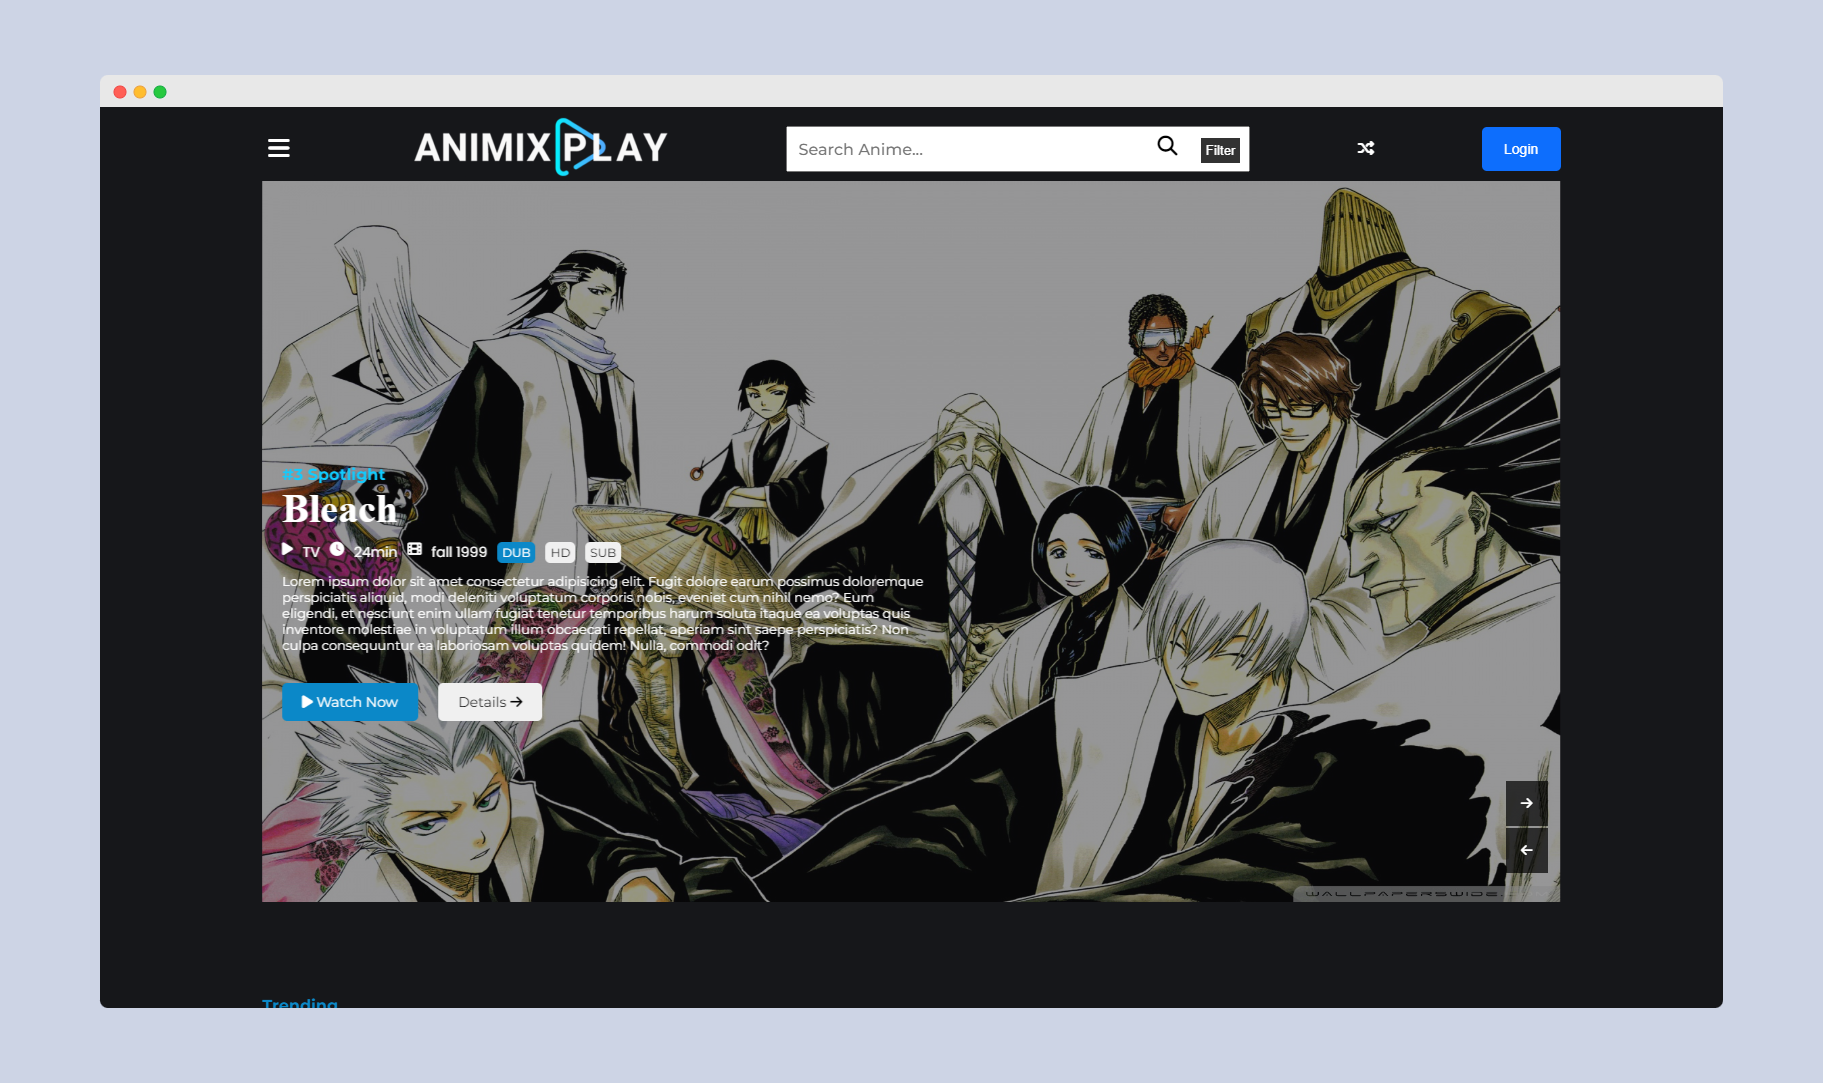 ANIMIXPLAY
Search Anime...
Filter
Login
#3 Spotlight
Bleach
TV 24min fall 1999 DUB HD SUB
Lorem ipsum dolor sit amet consectetur adipisicing elit. Fugit dolore earum possimus doloremque
perspiciatis aliquid, modi deleniti voluptatum corporis nobis, eveniet cum nihil nemo? Eum
eligendi, et nesciunt enim ullam fugiat tenetur temporibus harum soluta itaque ea voluptas quis
inventore molestiae in voluptatum illum obcaecati repellat, aperiam sint saepe perspiciatis? Non
culpa consequuntur ea laboriosam voluptas quidem! Nulla, commodi odit?
Watch Now
Details
Trending